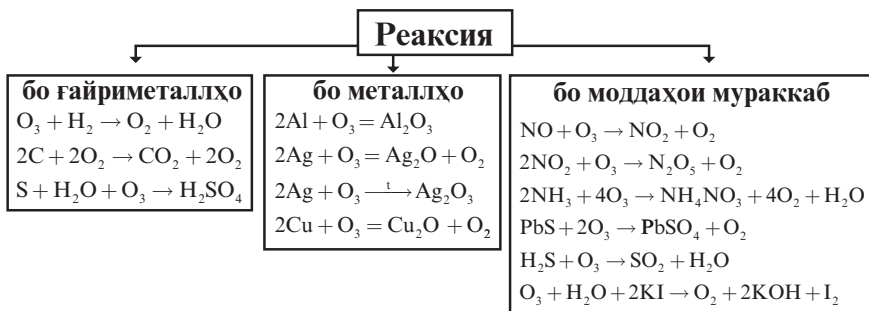 Реаксия
бо ғайриметаллҳо
O₃ + H₂ → O₂ + H₂O
2C + 2O₂ → CO₂ + 2O₂
S + H₂O + O₃ → H₂SO₄
бо металлҳо
2Al + O₃ = Al₂O₃
2Ag + O₃ = Ag₂O + O₂
2Ag + O₃ —t→ Ag₂O₃
2Cu + O₃ = Cu₂O + O₂
бо моддаҳои мураккаб
NO + O₃ → NO₂ + O₂
2NO₂ + O₃ → N₂O₅ + O₂
2NH₃ + 4O₃ → NH₄NO₃ + 4O₂ + H₂O
PbS + 2O₃ → PbSO₄ + O₂
H₂S + O₃ → SO₂ + H₂O
O₃ + H₂O + 2KI → O₂ + 2KOH + I₂